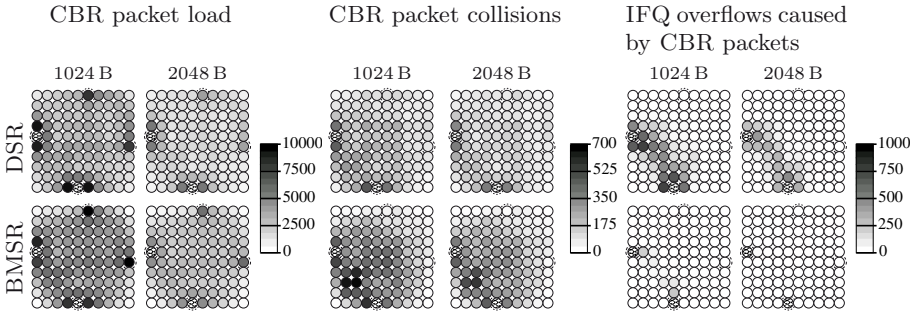 CBR packet load
CBR packet collisions
IFQ overflows caused
by CBR packets
1024 B
2048 B
1024 B
2048 B
1024 B
2048 B
DSR
10000
7500
5000
2500
0
700
525
350
175
0
1000
750
500
250
0
BMSR